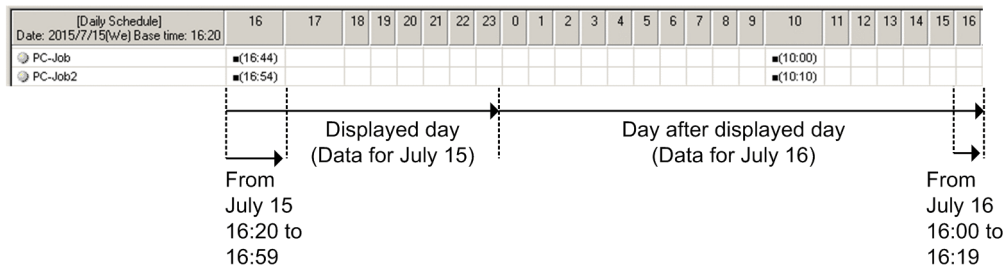 [Daily Schedule] 16 17 18 19 20 21 22 23 0 1 2 3 4 5 6 7 8 9 10 11 12 13 14 15 16
Date: 2015/7/15(We) Base time: 16:20
PC-Job ■(16:44) ■(10:00)
PC-Job2 ■(16:54) ■(10:10)
Displayed day
(Data for July 15)
Day after displayed day
(Data for July 16)
From
July 15
16:20 to
16:59
From
July 16
16:00 to
16:19